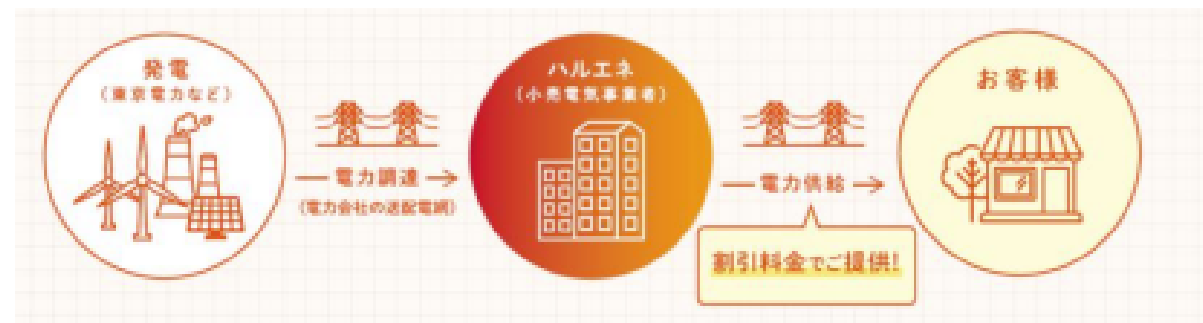 発電
(東京電力など)
ハルエネ
(小売電気事業者)
お客様
電力調達
(電力会社の送配電網)
電力供給
割引料金でご提供!